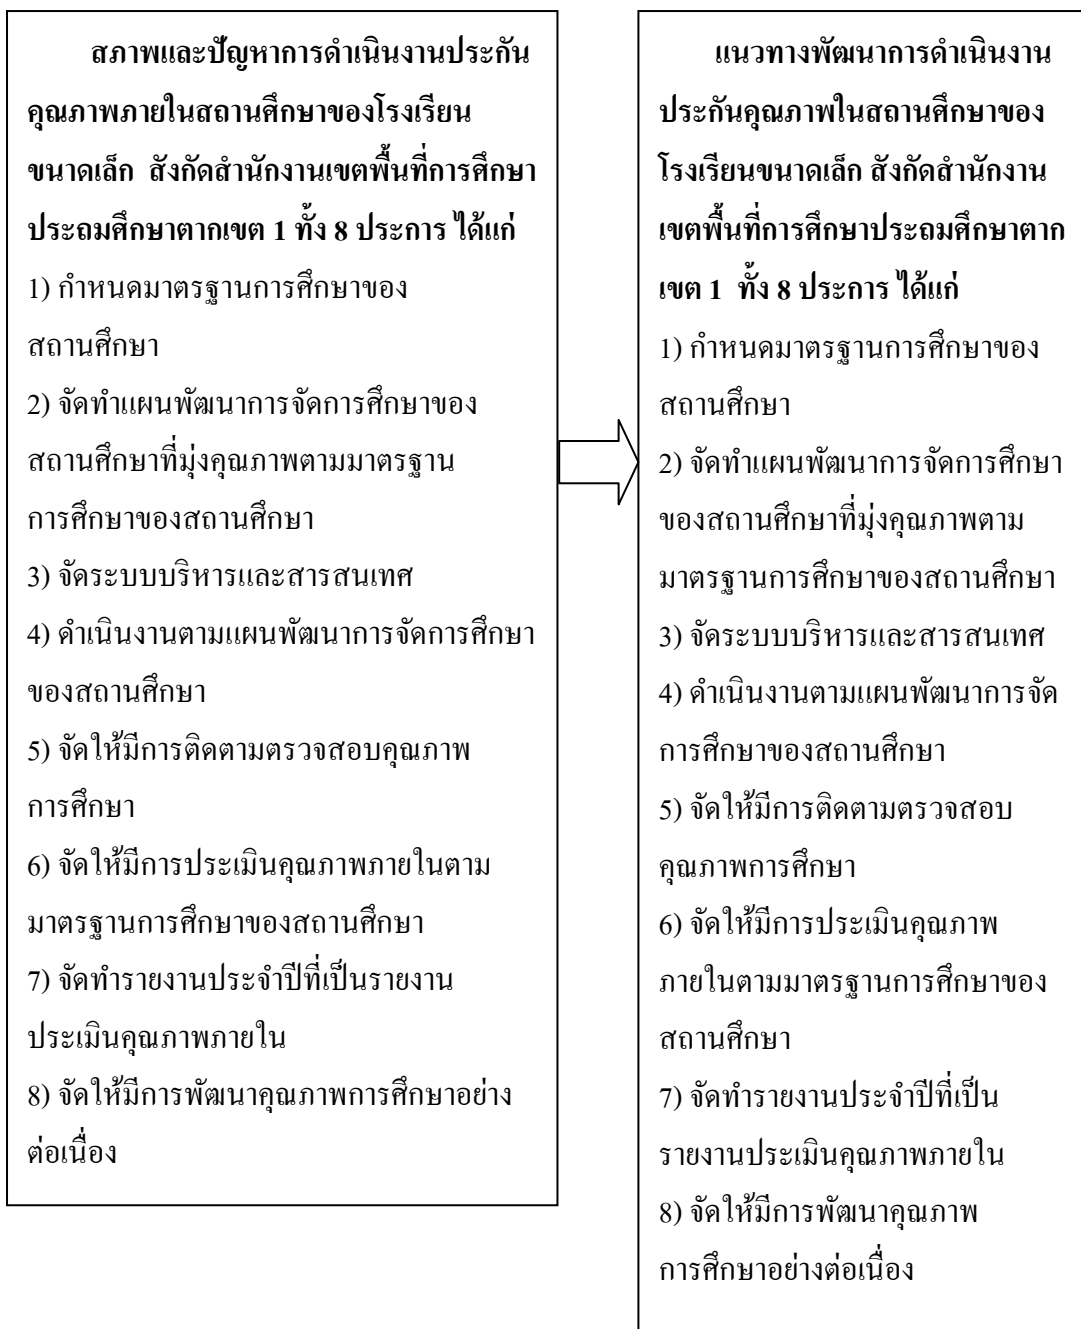 สภาพและปัญหาการดำเนินงานประกัน
คุณภาพภายในสถานศึกษาของโรงเรียน
ขนาดเล็ก  สังกัดสำนักงานเขตพื้นที่การศึกษา
ประถมศึกษาตากเขต 1 ทั้ง 8 ประการ ได้แก่
1) กำหนดมาตรฐานการศึกษาของ
สถานศึกษา
2) จัดทำแผนพัฒนาการจัดการศึกษาของ
สถานศึกษาที่มุ่งคุณภาพตามมาตรฐาน
การศึกษาของสถานศึกษา
3) จัดระบบบริหารและสารสนเทศ
4) ดำเนินงานตามแผนพัฒนาการจัดการศึกษา
ของสถานศึกษา
5) จัดให้มีการติดตามตรวจสอบคุณภาพ
การศึกษา
6) จัดให้มีการประเมินคุณภาพภายในตาม
มาตรฐานการศึกษาของสถานศึกษา
7) จัดทำรายงานประจำปีที่เป็นรายงาน
ประเมินคุณภาพภายใน
8) จัดให้มีการพัฒนาคุณภาพการศึกษาอย่าง
ต่อเนื่อง
แนวทางพัฒนาการดำเนินงาน
ประกันคุณภาพในสถานศึกษาของ
โรงเรียนขนาดเล็ก สังกัดสำนักงาน
เขตพื้นที่การศึกษาประถมศึกษาตาก
เขต 1  ทั้ง 8 ประการ ได้แก่
1) กำหนดมาตรฐานการศึกษาของ
สถานศึกษา
2) จัดทำแผนพัฒนาการจัดการศึกษา
ของสถานศึกษาที่มุ่งคุณภาพตาม
มาตรฐานการศึกษาของสถานศึกษา
3) จัดระบบบริหารและสารสนเทศ
4) ดำเนินงานตามแผนพัฒนาการจัด
การศึกษาของสถานศึกษา
5) จัดให้มีการติดตามตรวจสอบ
คุณภาพการศึกษา
6) จัดให้มีการประเมินคุณภาพ
ภายในตามมาตรฐานการศึกษาของ
สถานศึกษา
7) จัดทำรายงานประจำปีที่เป็น
รายงานประเมินคุณภาพภายใน
8) จัดให้มีการพัฒนาคุณภาพ
การศึกษาอย่างต่อเนื่อง